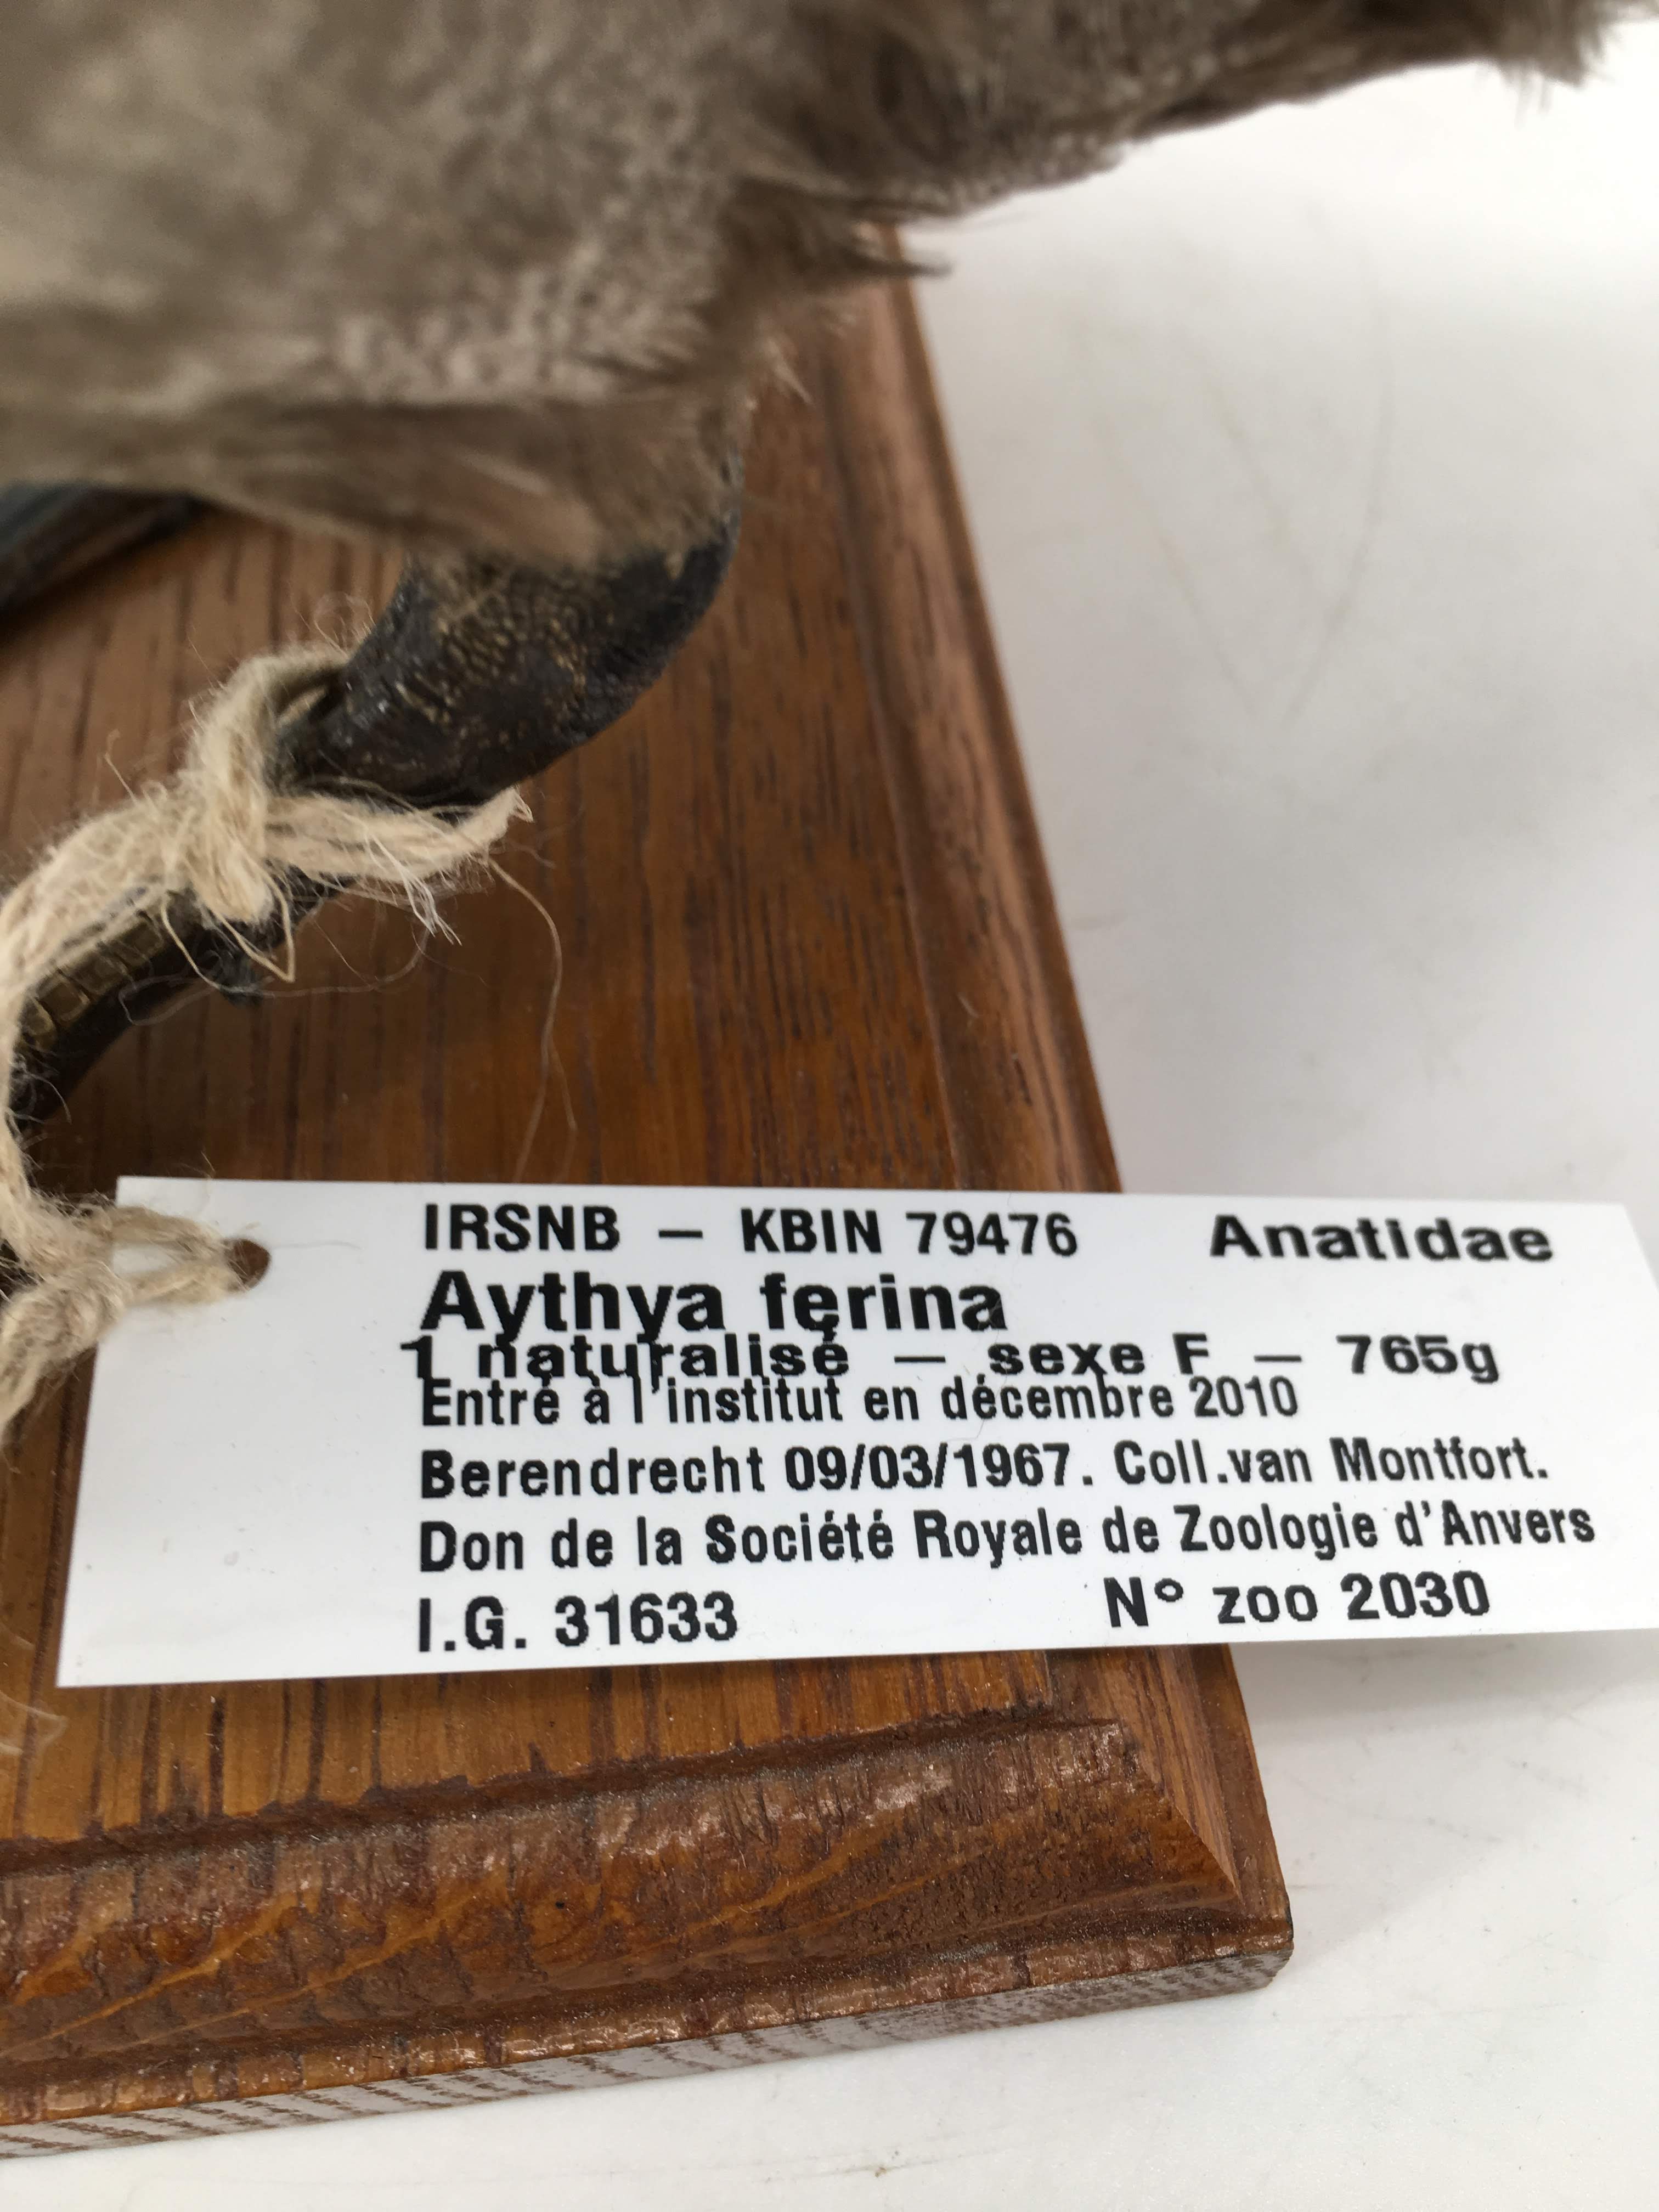 IRSNB – KBIN 79476 Anatidae
Aythya ferina
1 naturalisé – sexe F – 765g
Entré à l'institut en décembre 2010
Berendrecht 09/03/1967. Coll.van Montfort.
Don de la Société Royale de Zoologie d'Anvers
I.G. 31633 N° zoo 2030